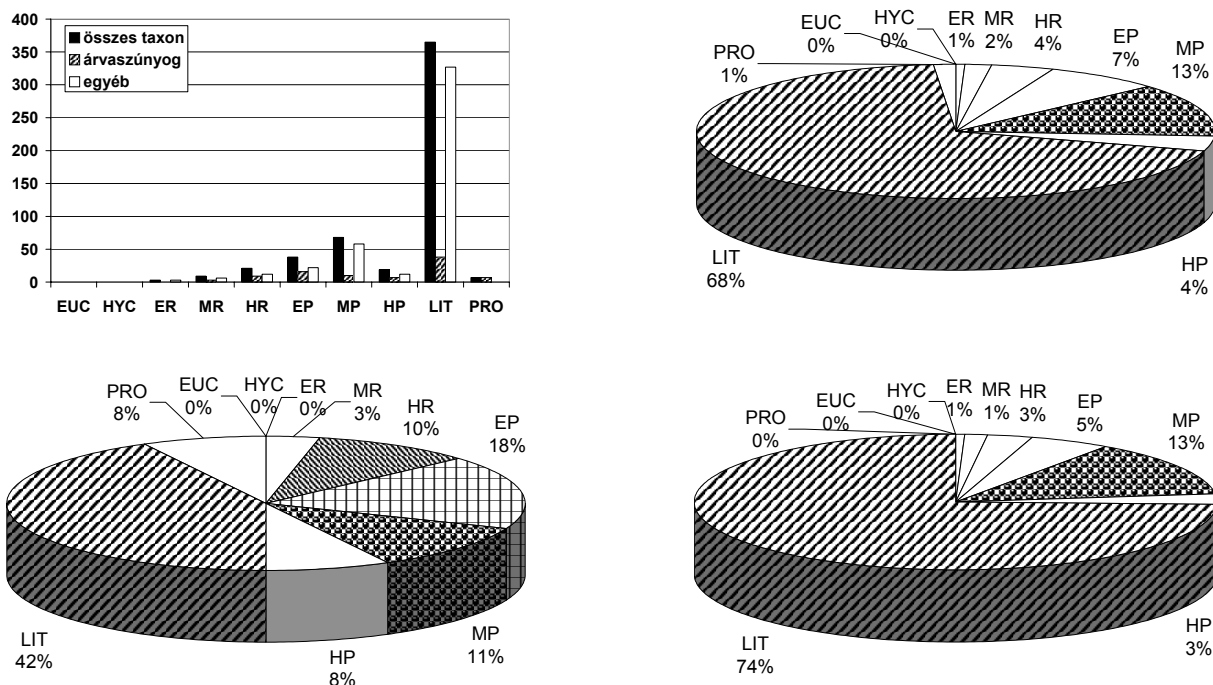 400
350
300
250
200
150
100
50
0
összes taxon
árvaszúnyog
egyéb
EUC HYC ER MR HR EP MP HP LIT PRO
PRO
1%
EUC
0%
HYC
0%
ER
1%
MR
2%
HR
4%
EP
7%
MP
13%
HP
4%
LIT
68%
PRO
8%
EUC
0%
HYC
0%
ER
0%
MR
3%
HR
10%
EP
18%
MP
11%
HP
8%
LIT
42%
PRO
0%
EUC
0%
HYC
0%
ER
1%
MR
1%
HR
3%
EP
5%
MP
13%
HP
3%
LIT
74%